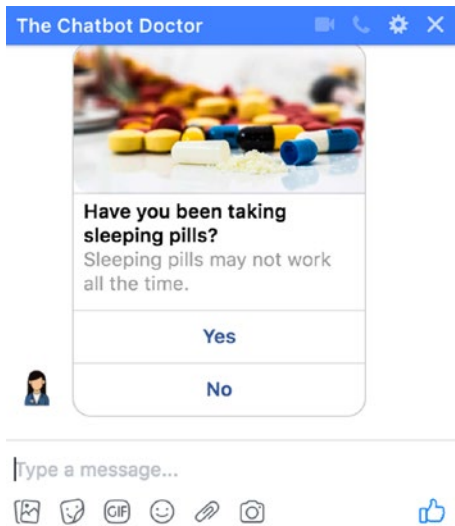 The Chatbot Doctor
Have you been taking
sleeping pills?
Sleeping pills may not work
all the time.
Yes
No
Type a message...
GIF